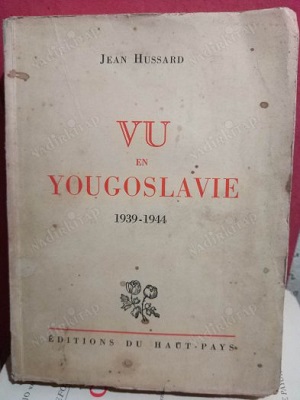 JEAN HUSSARD
VU
EN
YOUGOSLAVIE
1939-1944
ÉDITIONS DU HAUT-PAYS